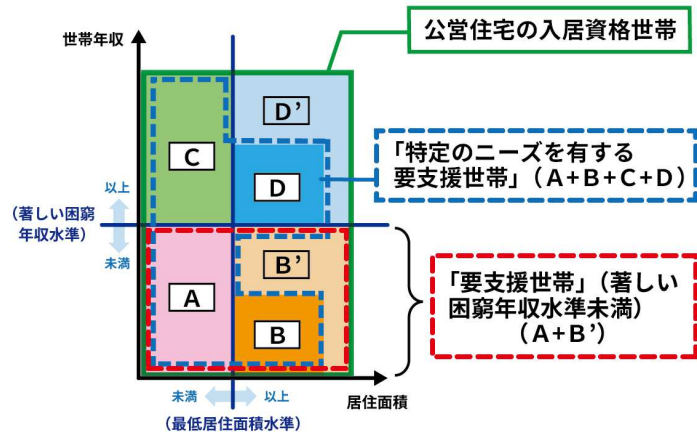 世帯年収
公営住宅の入居資格世帯
D’
C
D
「特定のニーズを有する
要支援世帯」（A+B+C+D）
以上
（著しい困窮
年収水準）
未満
A
B’
B
「要支援世帯」（著しい
困窮年収水準未満）
（A+B’）
未満
以上
居住面積
（最低居住面積水準）